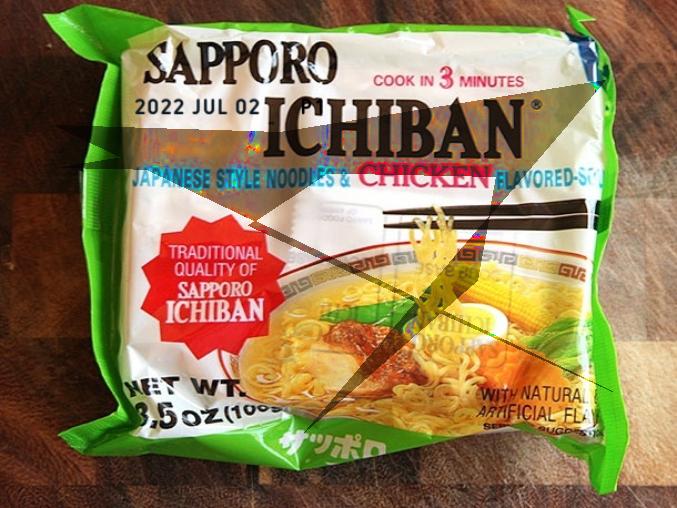 SAPPORO
COOK IN 3 MINUTES
2022 JUL 02 P1
ICHIBAN®
JAPANESE STYLE NOODLES & CHICKEN FLAVORED-
TRADITIONAL
QUALITY OF
SAPPORO
ICHIBAN
NET WT.
3.5 OZ
WITH NATURAL
ARTIFICIAL
サッポロ